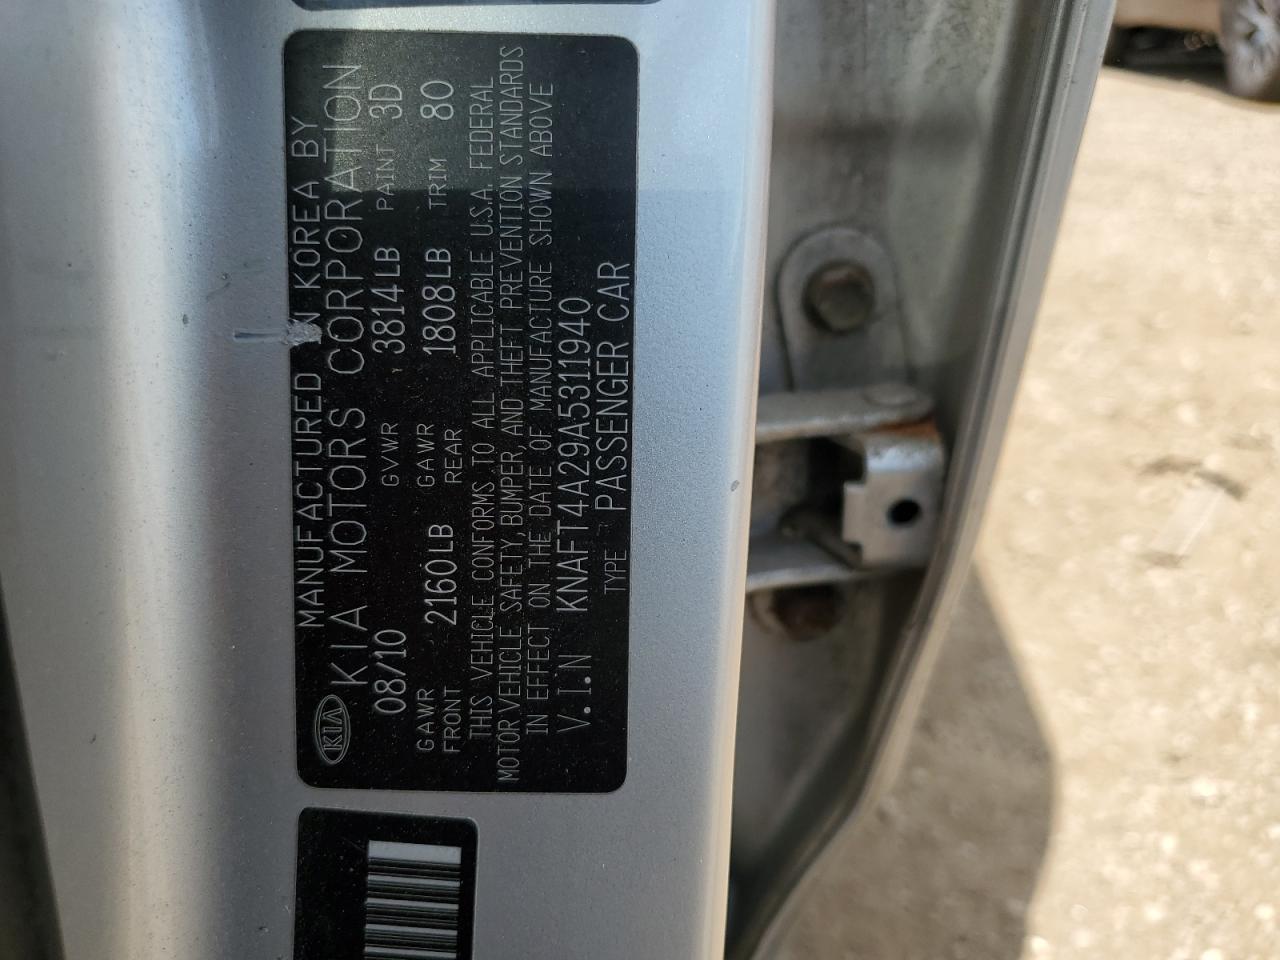 MANUFACTURED IN KOREA BY
KIA KIA MOTORS CORPORATION
08/10 GVWR 3814LB PAINT 3D
GAWR FRONT 2160LB GAWR REAR 1808LB TRIM 80
THIS VEHICLE CONFORMS TO ALL APPLICABLE U.S.A. FEDERAL
MOTOR VEHICLE SAFETY, BUMPER, AND THEFT PREVENTION STANDARDS
IN EFFECT ON THE DATE OF MANUFACTURE SHOWN ABOVE
V.I.N KNAFT4A29A5311940
TYPE PASSENGER CAR